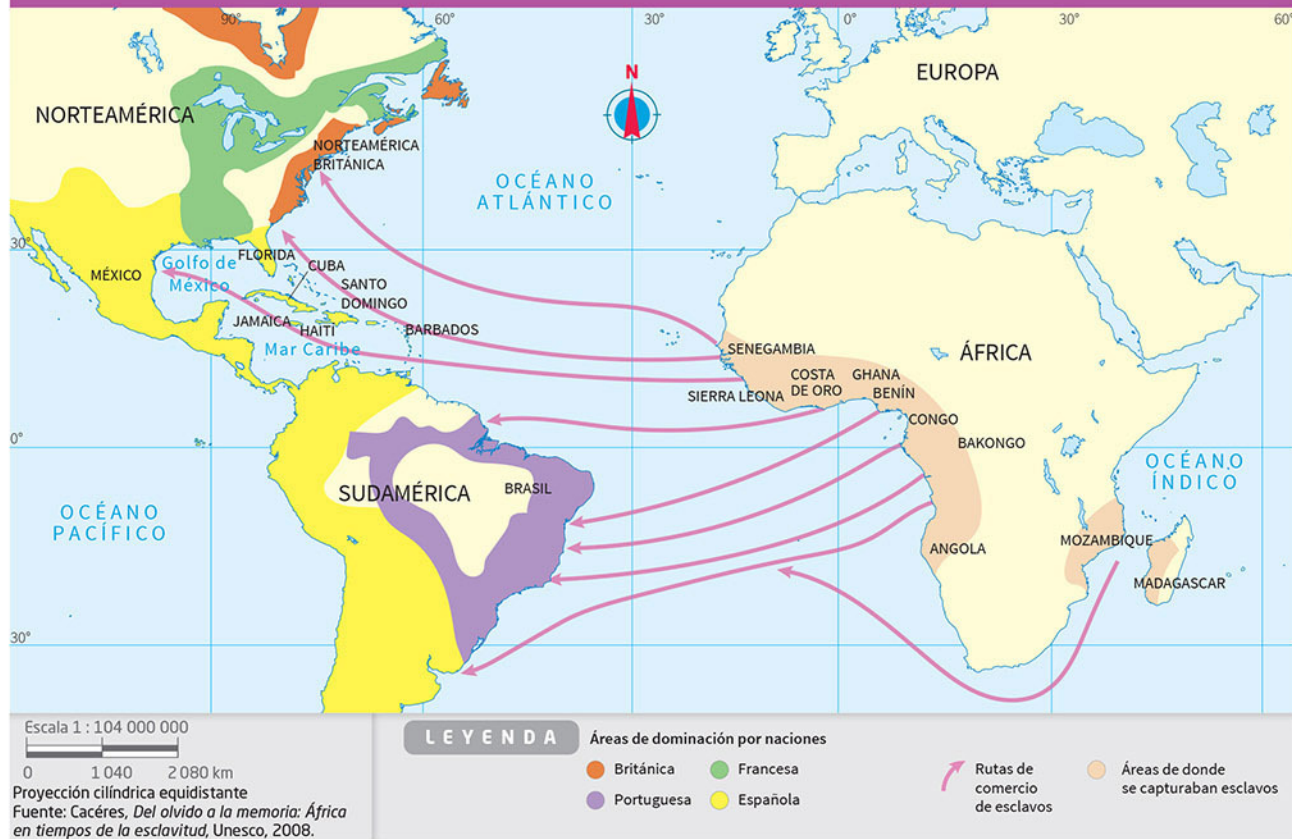 90°
60°
30°
0°
30°
60°
N
EUROPA
NORTEAMÉRICA
NORTEAMÉRICA
BRITÁNICA
OCÉANO
ATLÁNTICO
30°
FLORIDA
Golfo de
México
CUBA
MÉXICO
SANTO
DOMINGO
JAMAICA
HAITÍ
BARBADOS
Mar Caribe
SENEGAMBIA
ÁFRICA
COSTA
DE ORO
GHANA
BENÍN
SIERRA LEONA
CONGO
BAKONGO
0°
OCÉANO
ÍNDICO
SUDAMÉRICA
BRASIL
OCÉANO
PACÍFICO
ANGOLA
MOZAMBIQUE
MADAGASCAR
30°
Escala 1 : 104 000 000
0 1 040 2 080 km
Proyección cilíndrica equidistante
Fuente: Cacéres, Del olvido a la memoria: África
en tiempos de la esclavitud, Unesco, 2008.
LEYENDA
Áreas de dominación por naciones
Británica
Francesa
Portuguesa
Española
Rutas de
comercio
de esclavos
Áreas de donde
se capturaban esclavos